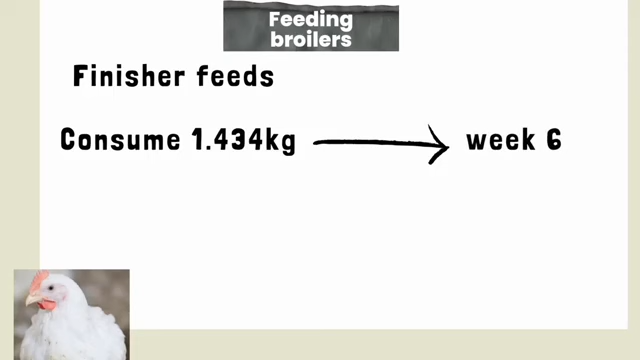 Feeding
broilers
Finisher feeds
Consume 1.434kg
week 6